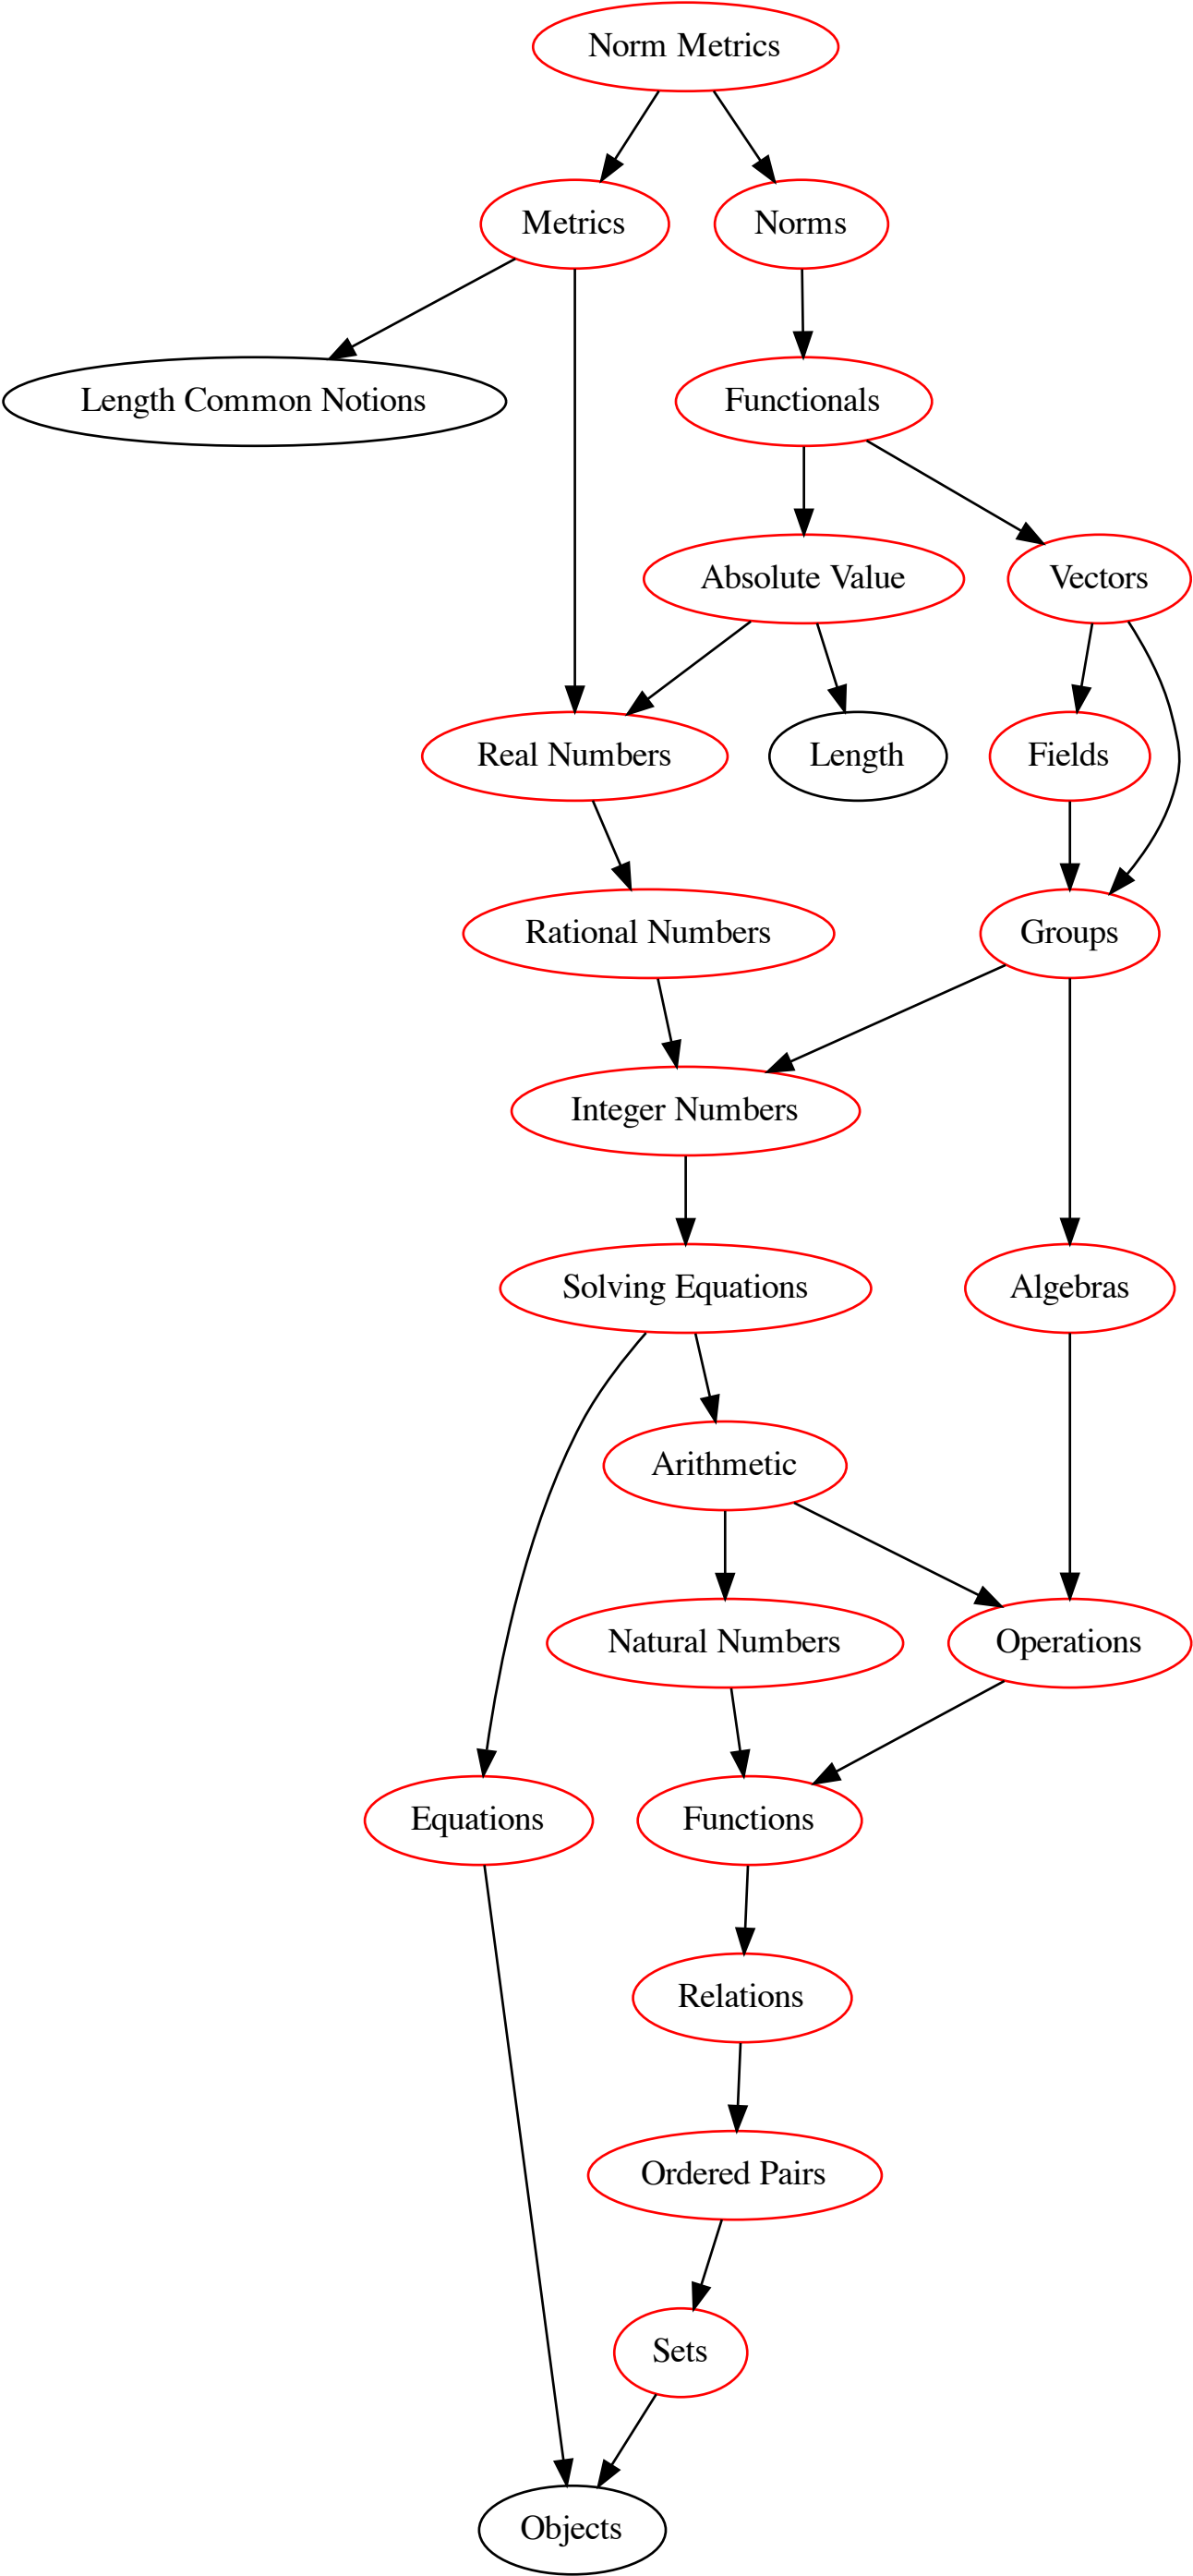 Norm Metrics
Metrics
Norms
Length Common Notions
Functionals
Absolute Value
Vectors
Real Numbers
Length
Fields
Rational Numbers
Groups
Integer Numbers
Solving Equations
Algebras
Arithmetic
Natural Numbers
Operations
Equations
Functions
Relations
Ordered Pairs
Sets
Objects